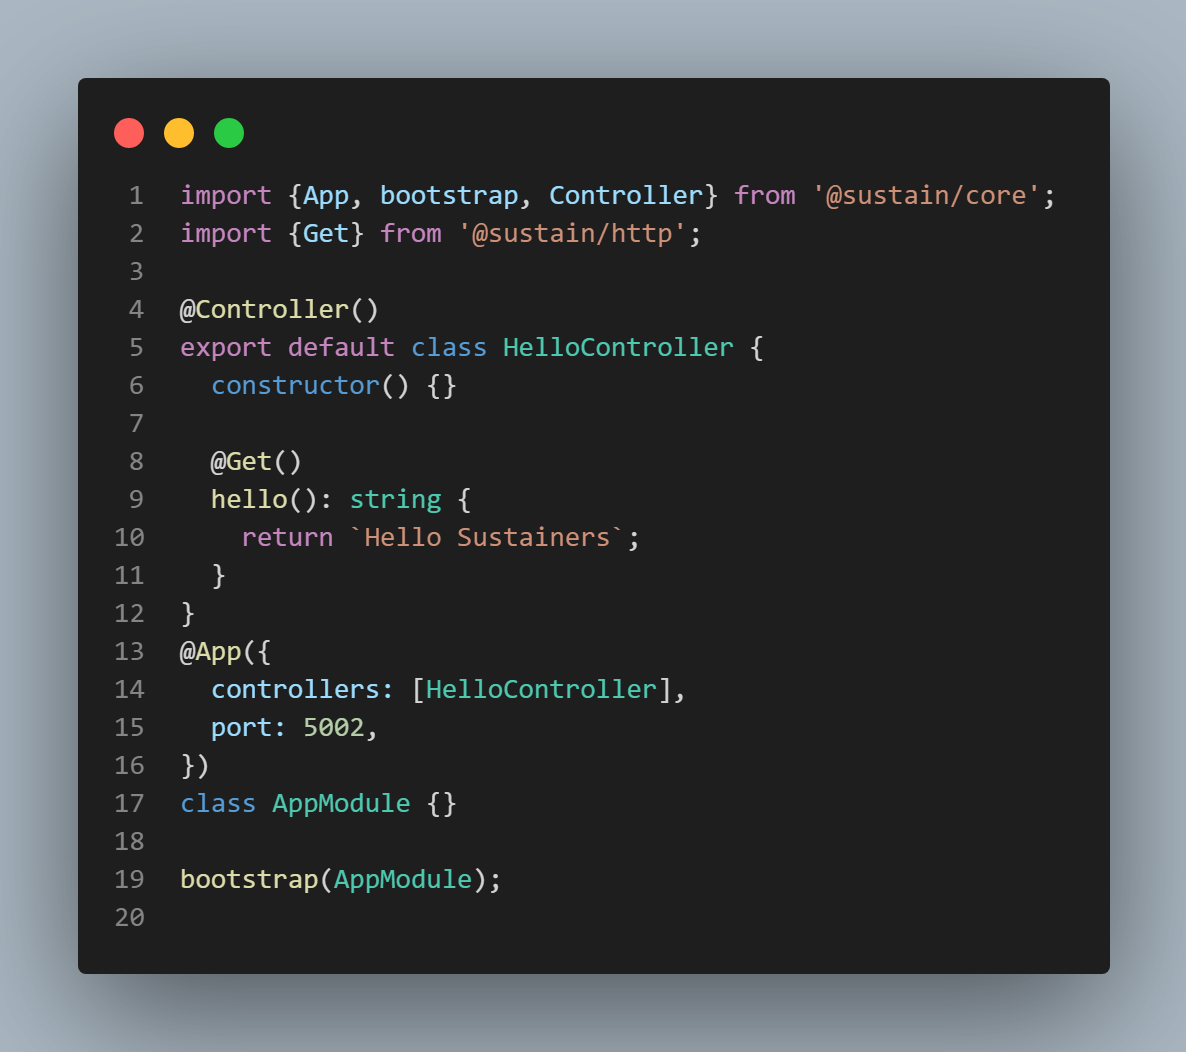 1 import {App, bootstrap, Controller} from '@sustain/core';
2 import {Get} from '@sustain/http';
3
4 @Controller()
5 export default class HelloController {
6   constructor() {}
7
8   @Get()
9   hello(): string {
10     return `Hello Sustainers`;
11   }
12 }
13 @App({
14   controllers: [HelloController],
15   port: 5002,
16 })
17 class AppModule {}
18
19 bootstrap(AppModule);
20